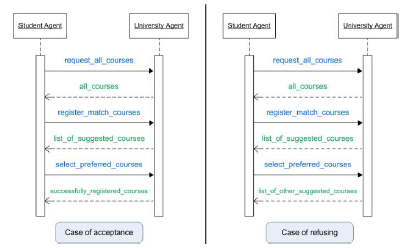 Student Agent
University Agent
request_all_courses
all_courses
register_match_courses
list_of_suggested_courses
select_preferred_courses
successfully_registered_courses
Case of acceptance
Student Agent
University Agent
request_all_courses
all_courses
register_match_courses
list_of_suggested_courses
select_preferred_courses
list_of_other_suggested_courses
Case of refusing